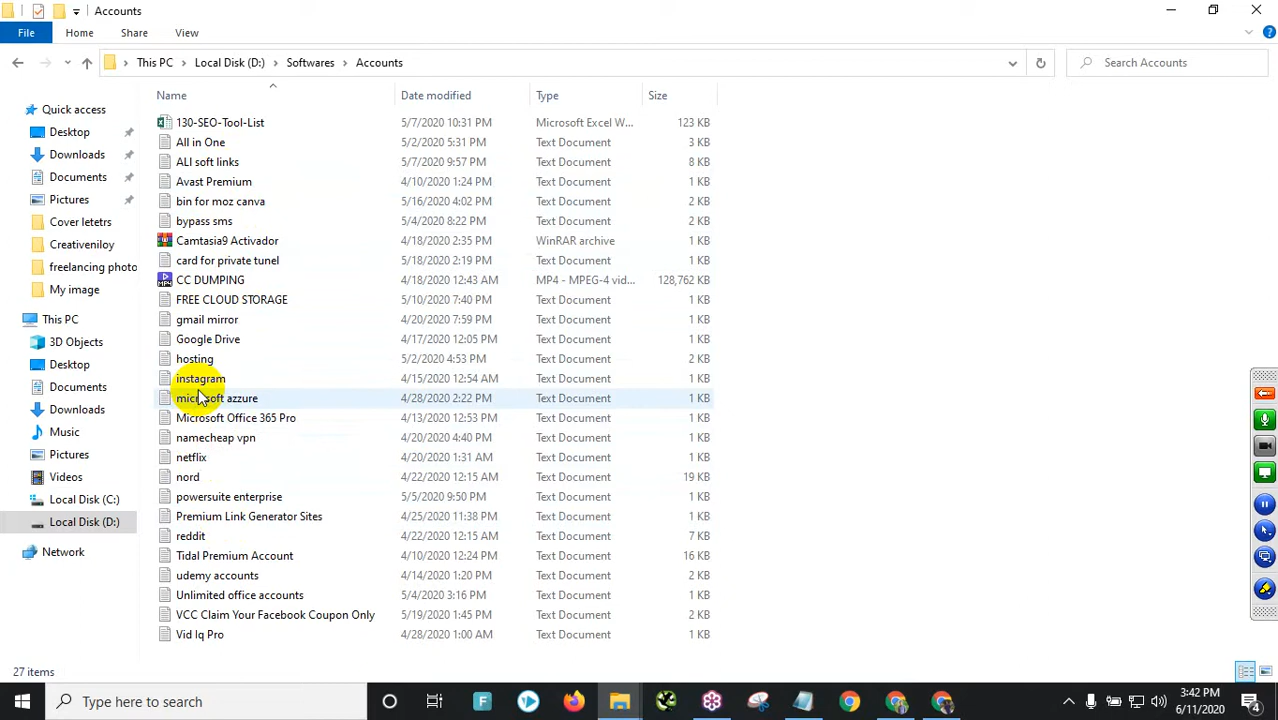 Accounts
File Home Share View
This PC Local Disk (D:) Softwares Accounts Search Accounts
Name Date modified Type Size
Quick access
Desktop
Downloads
Documents
Pictures
Cover letetrs
Creativeniloy
freelancing photo
My image
This PC
3D Objects
Desktop
Documents
Downloads
Music
Pictures
Videos
Local Disk (C:)
Local Disk (D:)
Network
130-SEO-Tool-List 5/7/2020 10:31 PM Microsoft Excel W... 123 KB
All in One 5/2/2020 5:31 PM Text Document 3 KB
ALI soft links 5/7/2020 9:57 PM Text Document 8 KB
Avast Premium 4/10/2020 1:24 PM Text Document 1 KB
bin for moz canva 5/16/2020 4:02 PM Text Document 2 KB
bypass sms 5/4/2020 8:22 PM Text Document 2 KB
Camtasia9 Activador 4/18/2020 2:35 PM WinRAR archive 1 KB
card for private tunel 5/18/2020 2:19 PM Text Document 1 KB
CC DUMPING 4/18/2020 12:43 AM MP4 - MPEG-4 vid... 128,762 KB
FREE CLOUD STORAGE 5/10/2020 7:40 PM Text Document 1 KB
gmail mirror 4/20/2020 7:59 PM Text Document 1 KB
Google Drive 4/17/2020 12:05 PM Text Document 1 KB
hosting 5/2/2020 4:53 PM Text Document 2 KB
instagram 4/15/2020 12:54 AM Text Document 1 KB
microsoft azzure 4/28/2020 2:22 PM Text Document 1 KB
Microsoft Office 365 Pro 4/13/2020 12:53 PM Text Document 1 KB
namecheap vpn 4/20/2020 4:40 PM Text Document 1 KB
netflix 4/20/2020 1:31 AM Text Document 1 KB
nord 4/22/2020 12:15 AM Text Document 19 KB
powersuite enterprise 5/5/2020 9:50 PM Text Document 1 KB
Premium Link Generator Sites 4/25/2020 11:38 PM Text Document 1 KB
reddit 4/22/2020 12:15 AM Text Document 7 KB
Tidal Premium Account 4/10/2020 12:24 PM Text Document 16 KB
udemy accounts 4/14/2020 1:20 PM Text Document 2 KB
Unlimited office accounts 5/4/2020 3:16 PM Text Document 1 KB
VCC Claim Your Facebook Coupon Only 5/19/2020 1:45 PM Text Document 2 KB
Vid Iq Pro 4/28/2020 1:00 AM Text Document 1 KB
27 items
Type here to search
3:42 PM
6/11/2020
4